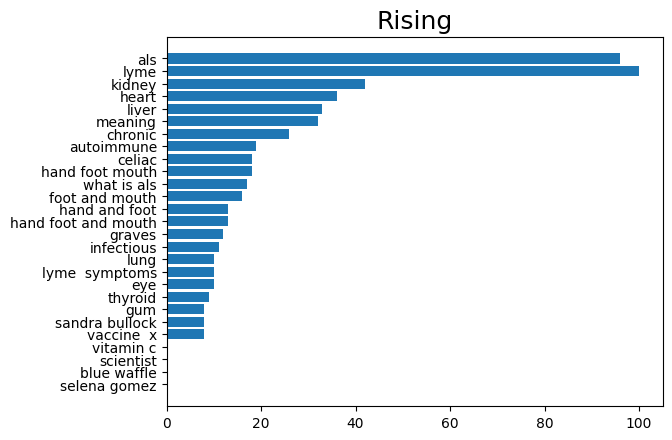 Rising
als
lyme
kidney
heart
liver
meaning
chronic
autoimmune
celiac
hand foot mouth
what is als
foot and mouth
hand and foot
hand foot and mouth
graves
infectious
lung
lyme  symptoms
eye
thyroid
gum
sandra bullock
vaccine  x
vitamin c
scientist
blue waffle
selena gomez
0 20 40 60 80 100